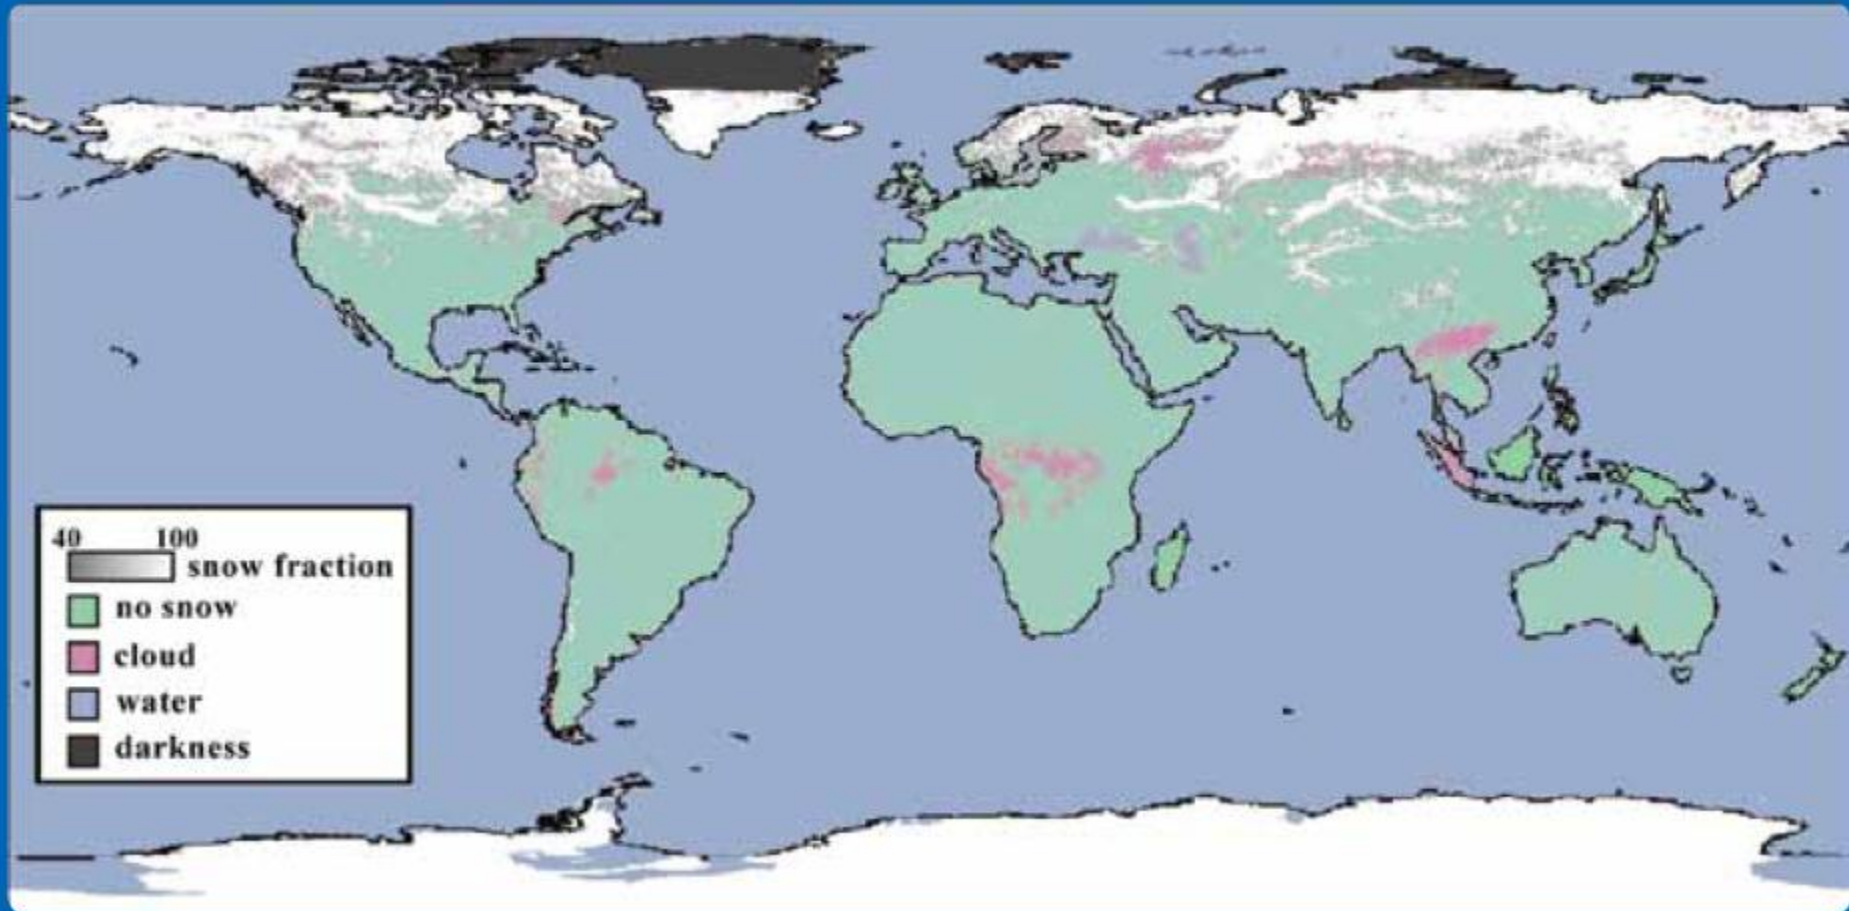 40 100
snow fraction
no snow
cloud
water
darkness